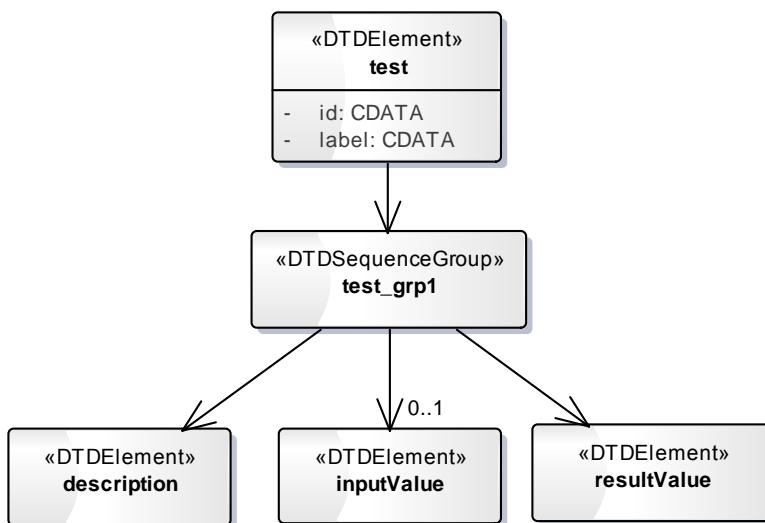 «DTDElement»
test
- id: CDATA
- label: CDATA
«DTDSequenceGroup»
test_grp1
0..1
«DTDElement»
description
«DTDElement»
inputValue
«DTDElement»
resultValue